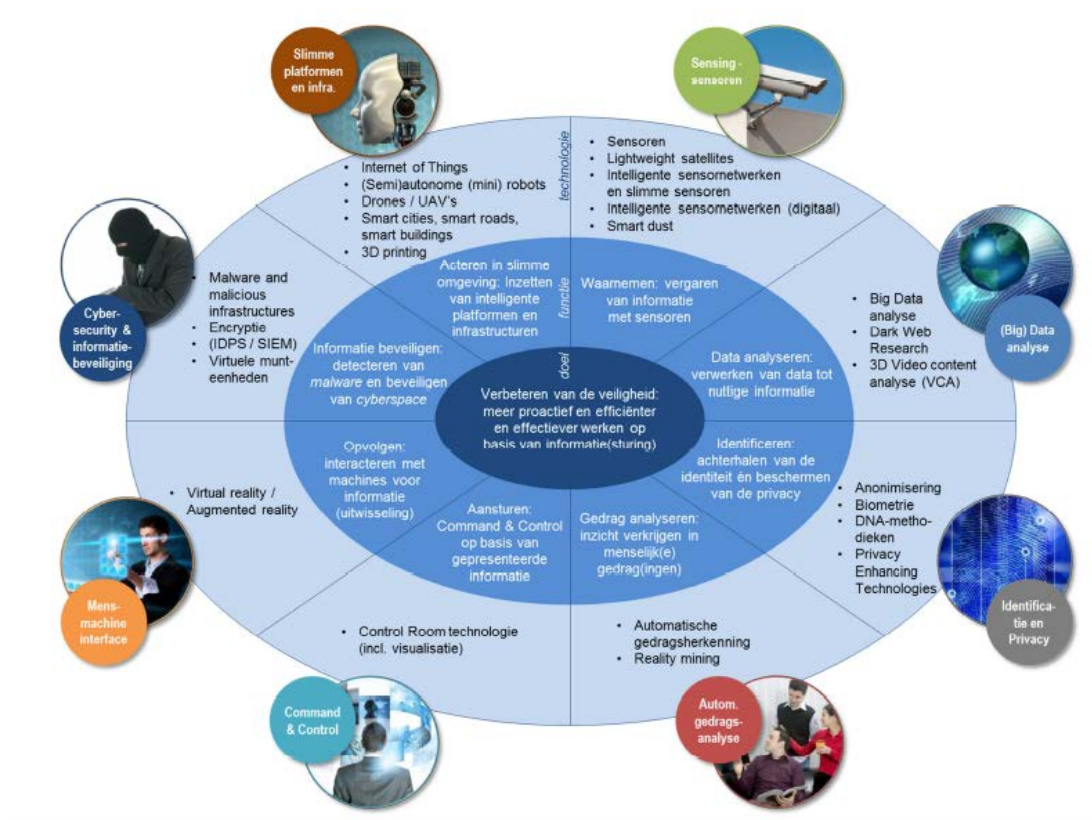 Slimme
platformen
en infra.
Sensing -
sensoren
technologie
• Internet of Things
• (Semi)autonome (mini) robots
• Drones / UAV's
• Smart cities, smart roads,
smart buildings
• 3D printing
• Sensoren
• Lightweight satellites
• Intelligente sensornetwerken
en slimme sensoren
• Intelligente sensornetwerken (digitaal)
• Smart dust
Cyber-
security &
informatie-
beveiliging
• Malware and
malicious
infrastructures
• Encryptie
• (IDPS / SIEM)
• Virtuele munt-
eenheden
functie
Acteren in slimme
omgeving: Inzetten
van intelligente
platformen en
infrastructuren
Waarnemen: vergaren
van informatie
met sensoren
• Big Data
analyse
• Dark Web
Research
• 3D Video content
analyse (VCA)
(Big) Data
analyse
Informatie beveiligen:
detecteren van
malware en beveiligen
van cyberspace
doel
Verbeteren van de veiligheid:
meer proactief en efficiënter
en effectiever werken op
basis van informatie(sturing)
Data analyseren:
verwerken van data tot
nuttige informatie
Opvolgen:
interacteren met
machines voor
informatie
(uitwisseling)
Identificeren:
achterhalen van de
identiteit én beschermen
van de privacy
• Virtual reality /
Augmented reality
Aansturen:
Command & Control
op basis van
gepresenteerde
informatie
Gedrag analyseren:
inzicht verkrijgen in
menselijk(e)
gedrag(ingen)
• Anonimisering
• Biometrie
• DNA-metho-
dieken
• Privacy
Enhancing
Technologies
Mens-
machine
interface
Identifica-
tie en
Privacy
• Control Room technologie
(incl. visualisatie)
• Automatische
gedragsherkenning
• Reality mining
Command
& Control
Autom.
gedrags-
analyse